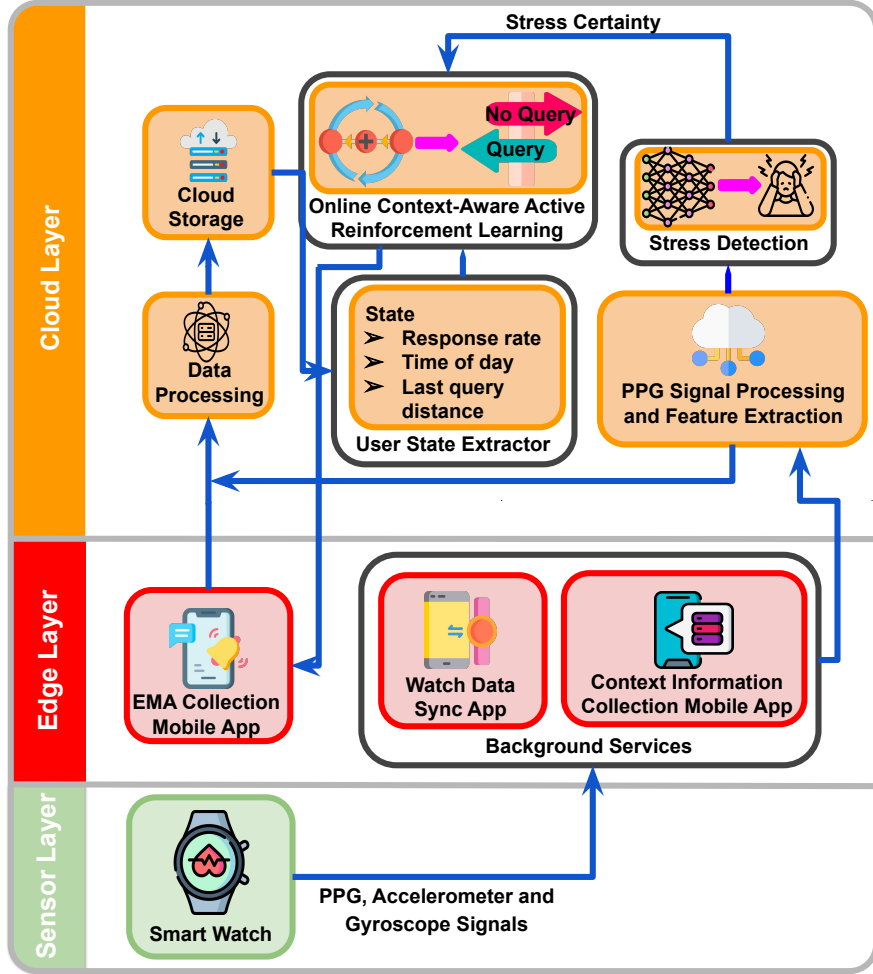 Cloud Layer
Stress Certainty
No Query
Query
Online Context-Aware Active
Reinforcement Learning
Cloud
Storage
Stress Detection
Data
Processing
State
➤ Response rate
➤ Time of day
➤ Last query
distance
User State Extractor
PPG Signal Processing
and Feature Extraction
Edge Layer
EMA Collection
Mobile App
Watch Data
Sync App
Context Information
Collection Mobile App
Background Services
Sensor Layer
Smart Watch
PPG, Accelerometer and
Gyroscope Signals